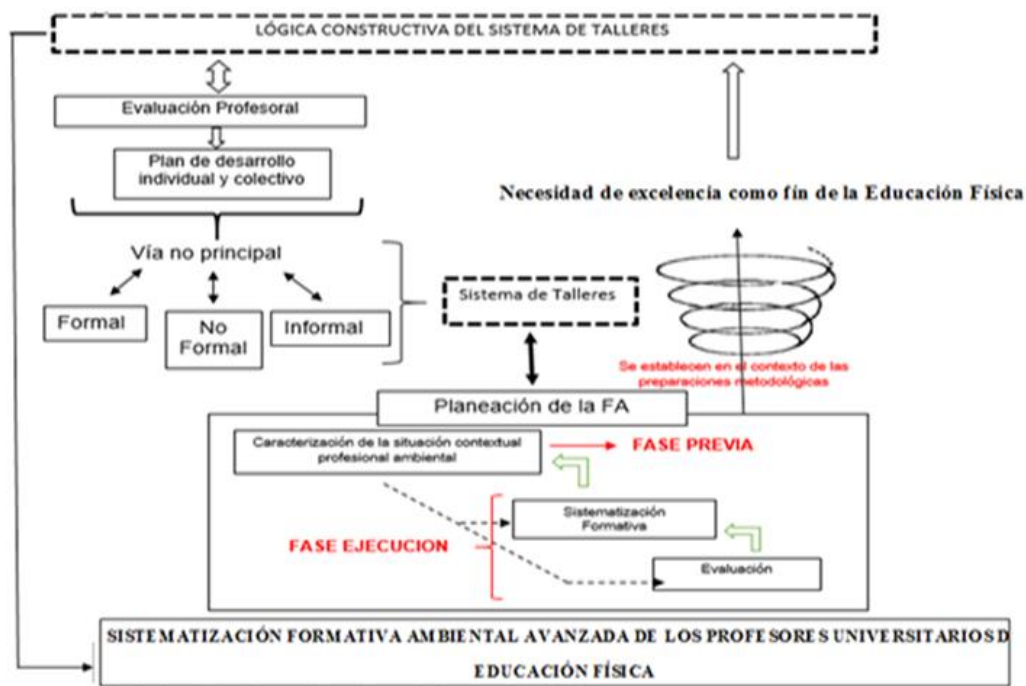 LÓGICA CONSTRUCTIVA DEL SISTEMA DE TALLERES
Evaluación Profesoral
Plan de desarrollo
individual y colectivo
Necesidad de excelencia como fín de la Educación Física
Vía no principal
Formal
No
Formal
Informal
Sistema de Talleres
Se establecen en el contexto de las
preparaciones metodológicas
Planeación de la FA
Caracterización de la situación contextual
profesional ambiental
FASE PREVIA
Sistematización
Formativa
FASE EJECUCION
Evaluación
SISTEMATIZACIÓN FORMATIVA AMBIENTAL AVANZADA DE LOS PROFESORES UNIVERSITARIOS D
EDUCACIÓN FÍSICA